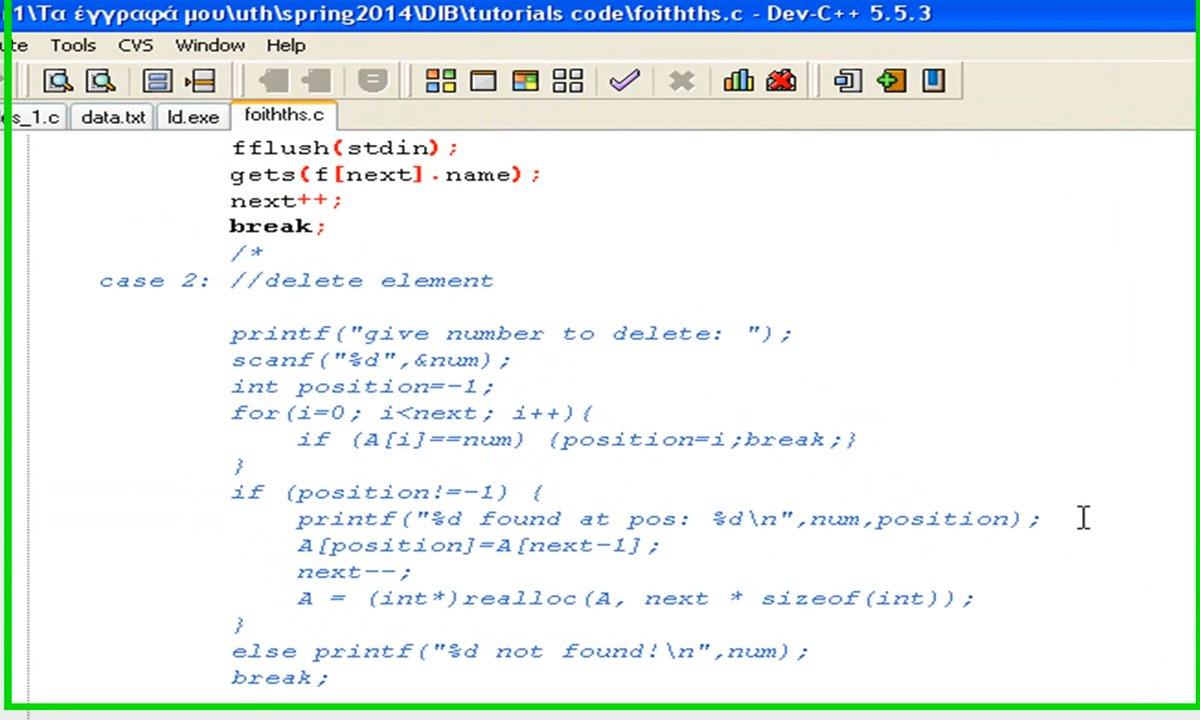 1\Τα έγγραφά μου\uth\spring2014\DIB\tutorials code\foithths.c - Dev-C++ 5.5.3
ute Tools CVS Window Help
es_1.c data.txt ld.exe foithths.c
fflush(stdin);
gets(f[next].name);
next++;
break;
/*
case 2: //delete element
printf("give number to delete: ");
scanf("%d",&num);
int position=-1;
for(i=0; i<next; i++){
if (A[i]==num) {position=i;break;}
}
if (position!=-1) {
printf("%d found at pos: %d\n",num,position);
A[position]=A[next-1];
next--;
A = (int*)realloc(A, next * sizeof(int));
}
else printf("%d not found!\n",num);
break;